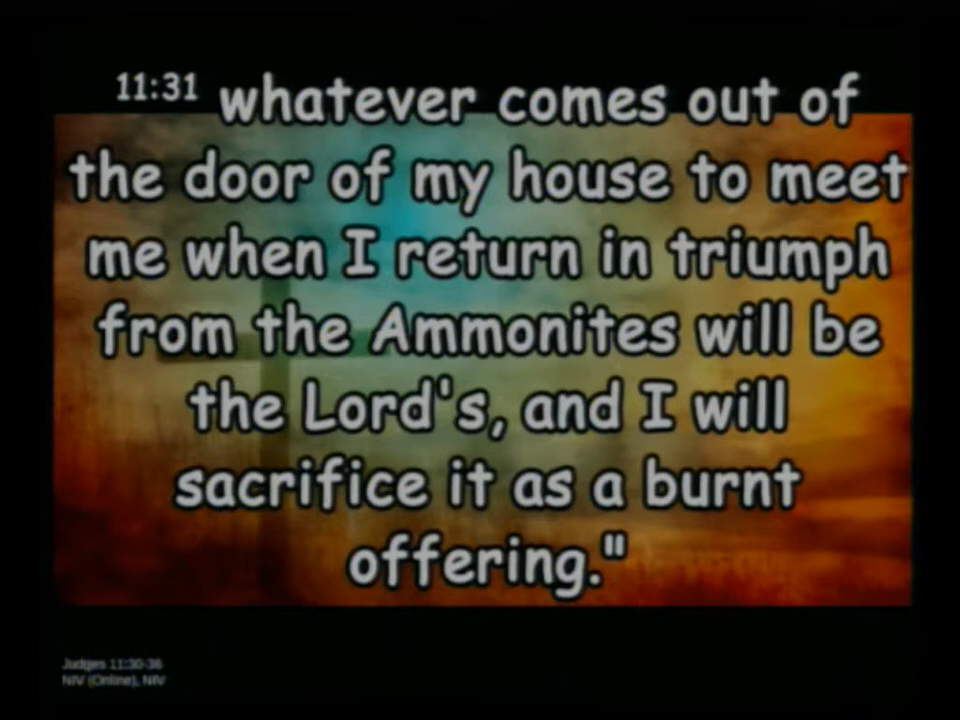 11:31 whatever comes out of
the door of my house to meet
me when I return in triumph
from the Ammonites will be
the Lord's, and I will
sacrifice it as a burnt
offering."
Judges 11:30-36
NIV (Online), NIV